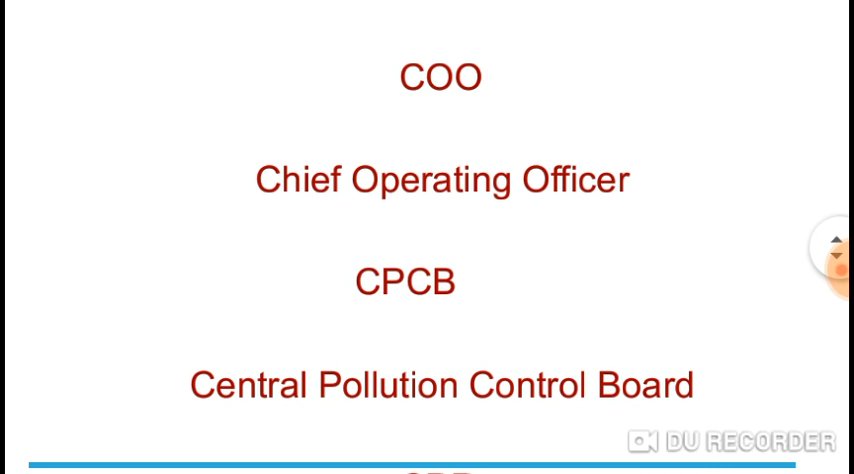 COO
Chief Operating Officer
CPCB
Central Pollution Control Board
DU RECORDER